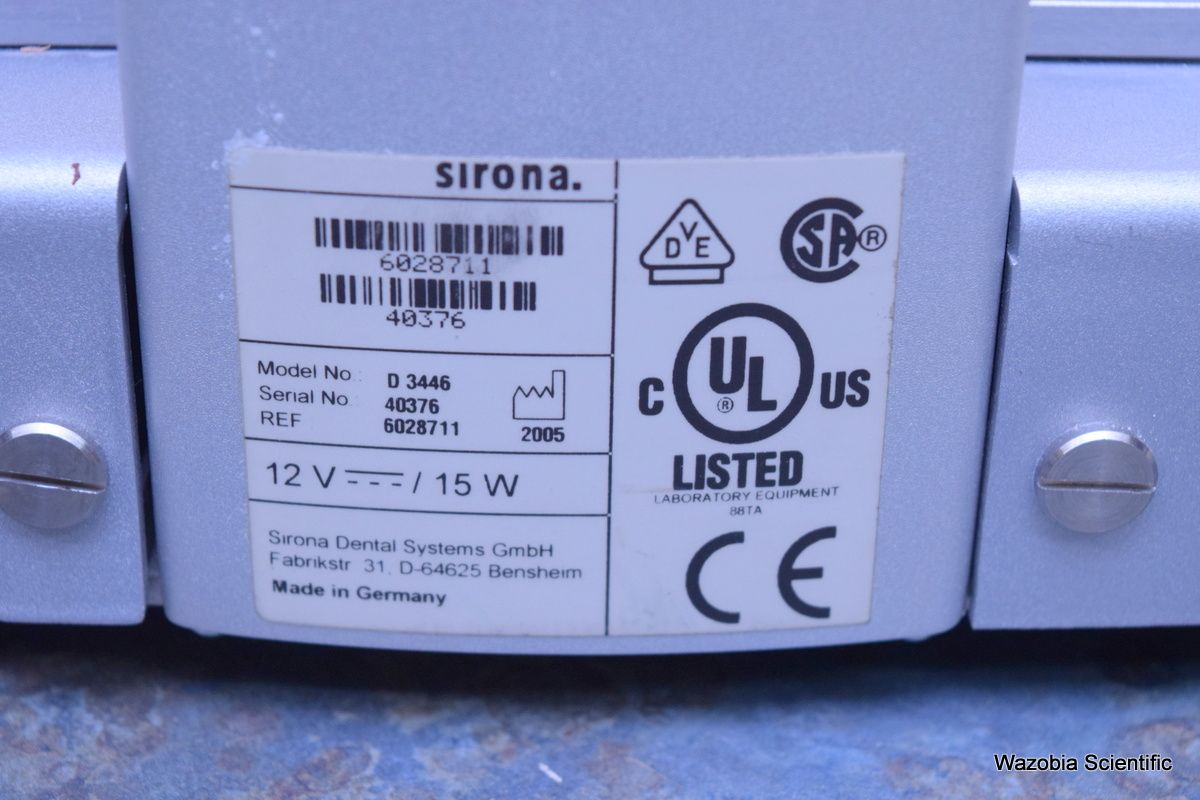 sirona.
6028711
40376
Model No.: D 3446
Serial No 40376
REF 6028711
2005
12 V / 15 W
Sirona Dental Systems GmbH
Fabrikstr 31, D-64625 Bensheim
Made in Germany
DVE
SA ®
C UL ® US
LISTED
LABORATORY EQUIPMENT
88TA
CE
Wazobia Scientific